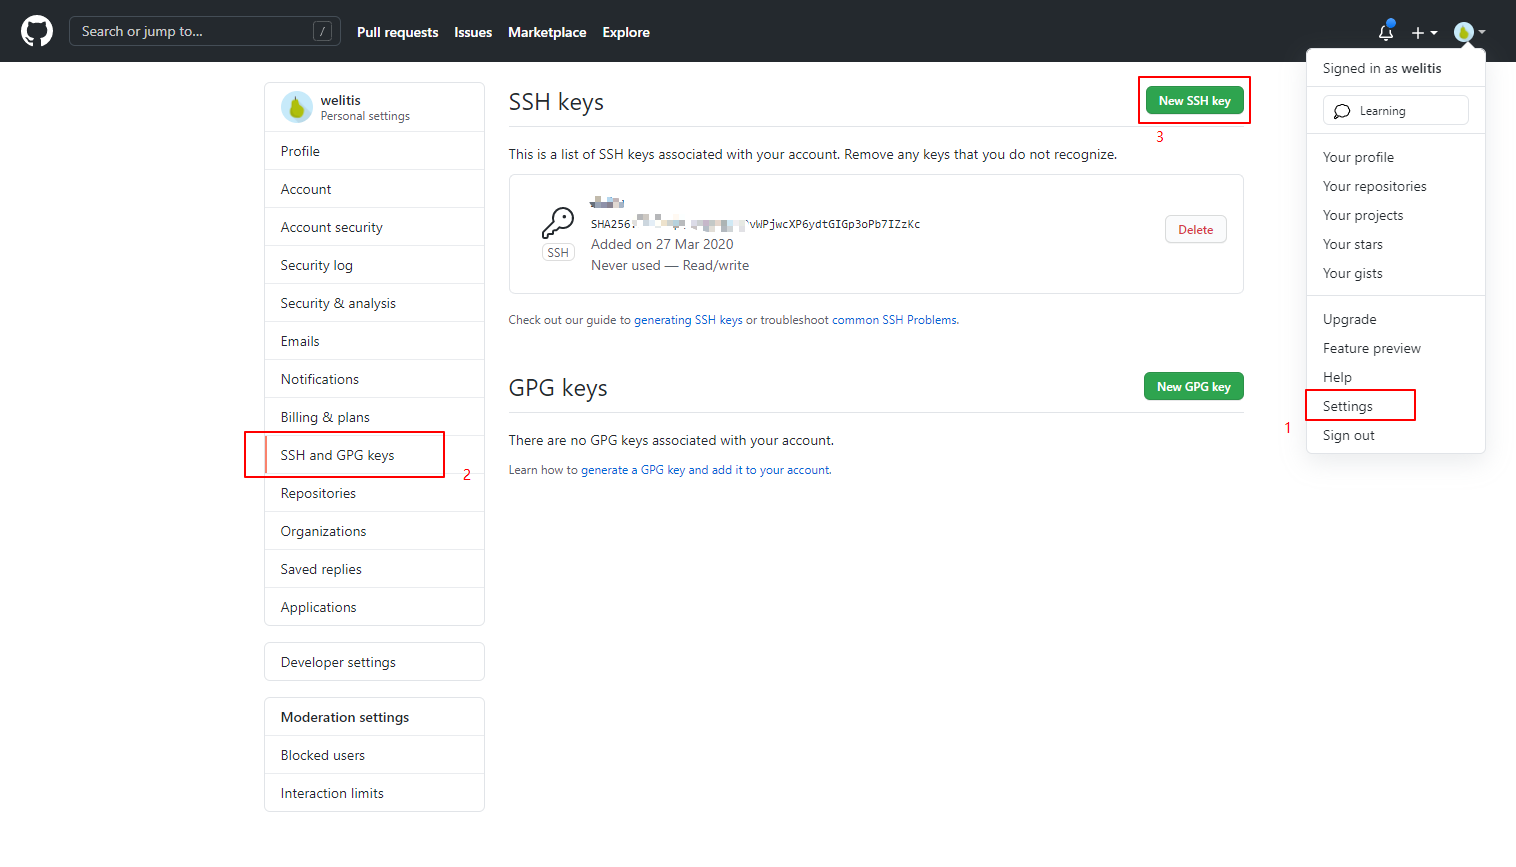 Search or jump to...
/
Pull requests
Issues
Marketplace
Explore
Signed in as welitis
Learning
Your profile
Your repositories
Your projects
Your stars
Your gists
Upgrade
Feature preview
Help
Settings
1
Sign out
welitis
Personal settings
Profile
Account
Account security
Security log
Security & analysis
Emails
Notifications
Billing & plans
SSH and GPG keys
2
Repositories
Organizations
Saved replies
Applications
Developer settings
Moderation settings
Blocked users
Interaction limits
SSH keys
New SSH key
3
This is a list of SSH keys associated with your account. Remove any keys that you do not recognize.
SSH
SHA256: vWPjwcXP6ydtGIGp3oPb7IZzKc
Added on 27 Mar 2020
Never used — Read/write
Delete
Check out our guide to generating SSH keys or troubleshoot common SSH Problems.
GPG keys
New GPG key
There are no GPG keys associated with your account.
Learn how to generate a GPG key and add it to your account.